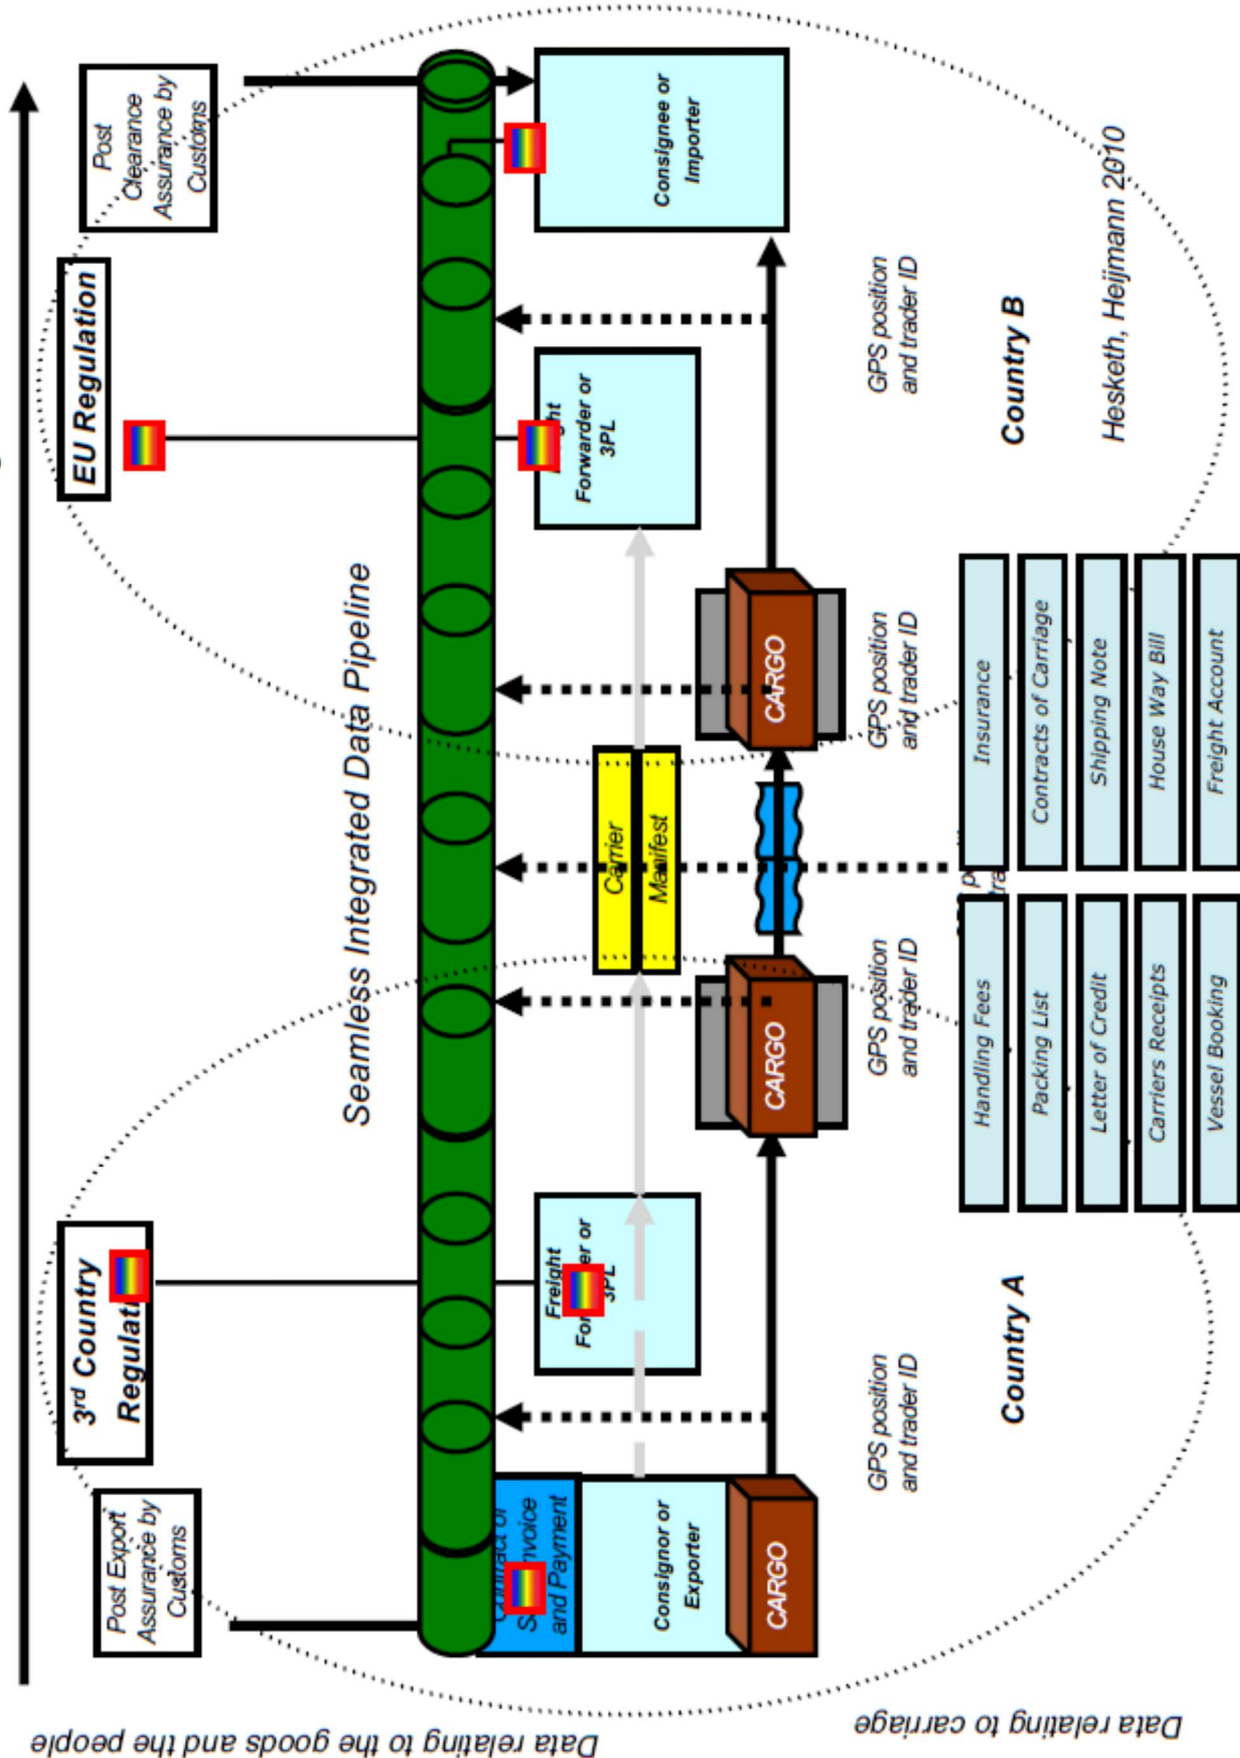 Data relating to the goods and the people
Data relating to carriage
Post Export
Assurance by
Customs
3rd Country
EU Regulation
Post
Clearance
Assurance by
Customs
Seamless Integrated Data Pipeline
and Payment
Consignor or
Exporter
CARGO
Freight
3PL
Carrier
Manifest
Forwarder or
3PL
Consignee or
Importer
CARGO
CARGO
GPS position
and trader ID
GPS position
and trader ID
GPS position
and trader ID
GPS position
and trader ID
Country A
Country B
Hesketh, Heijmann 2010
Handling Fees
Packing List
Letter of Credit
Carriers Receipts
Vessel Booking
Insurance
Contracts of Carriage
Shipping Note
House Way Bill
Freight Account